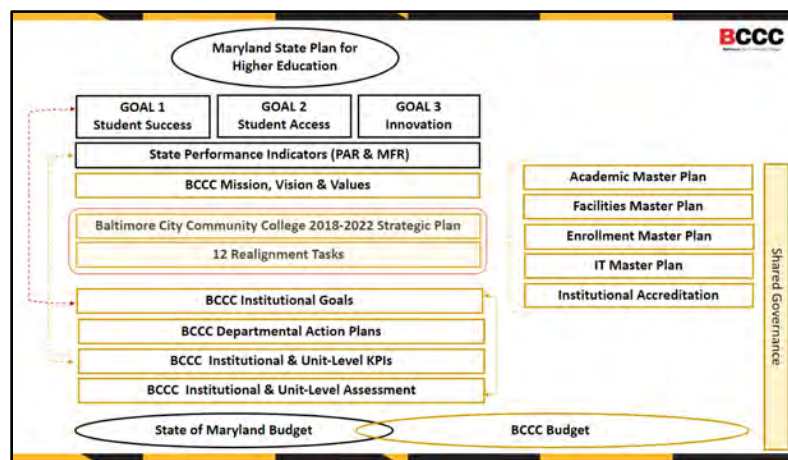 Maryland State Plan for
Higher Education
BCCC
GOAL 1
Student Success
GOAL 2
Student Access
GOAL 3
Innovation
State Performance Indicators (PAR & MFR)
BCCC Mission, Vision & Values
Baltimore City Community College 2018-2022 Strategic Plan
12 Realignment Tasks
BCCC Institutional Goals
BCCC Departmental Action Plans
BCCC Institutional & Unit-Level KPIs
BCCC Institutional & Unit-Level Assessment
Academic Master Plan
Facilities Master Plan
Enrollment Master Plan
IT Master Plan
Institutional Accreditation
Shared Governance
State of Maryland Budget
BCCC Budget